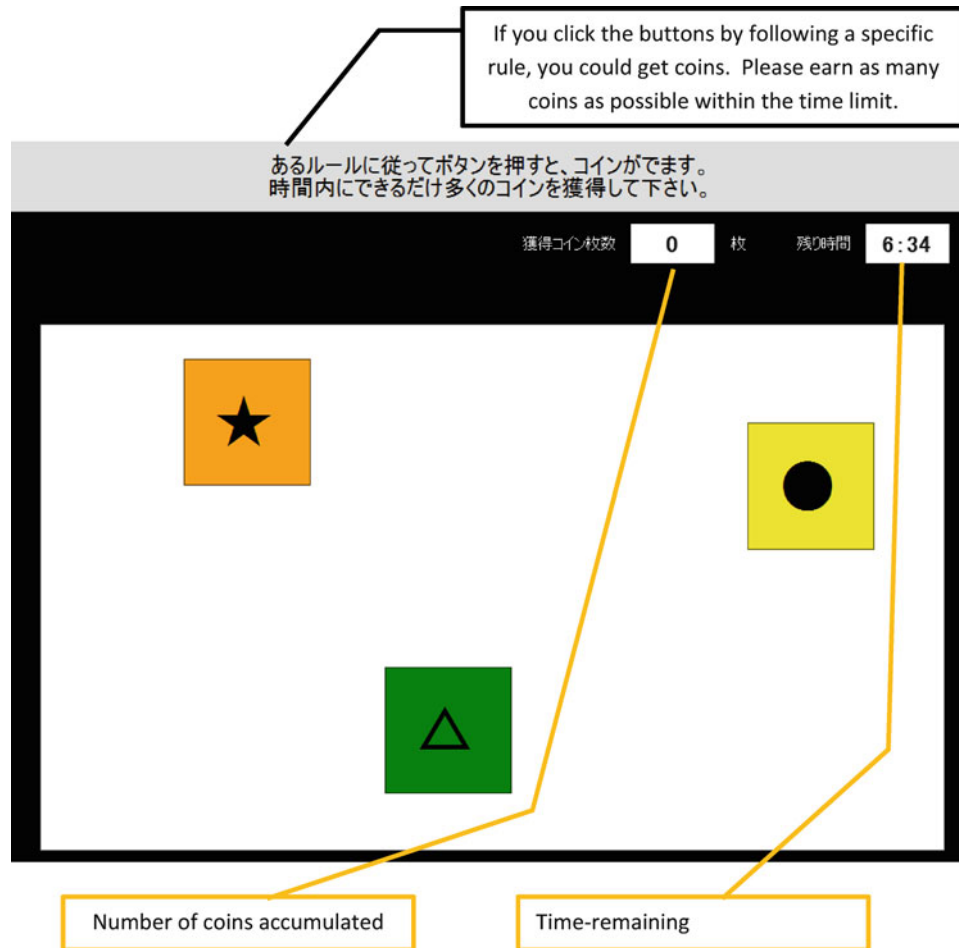 If you click the buttons by following a specific
rule, you could get coins. Please earn as many
coins as possible within the time limit.
あるルールに従ってボタンを押すと、コインがでます。
時間内にできるだけ多くのコインを獲得して下さい。
獲得コイン枚数 0 枚 残り時間 6:34
Number of coins accumulated
Time-remaining